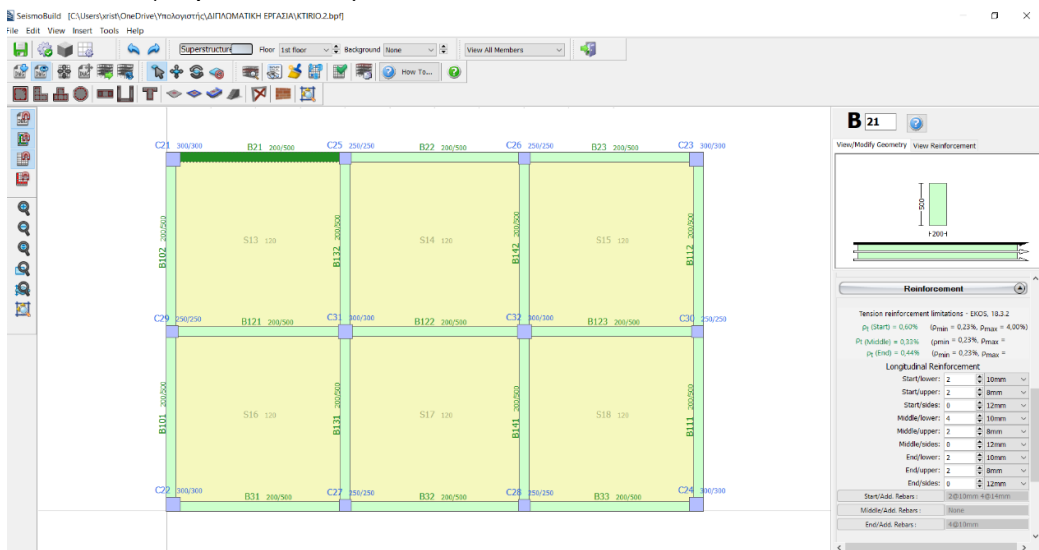 SeismoBuild [C:\Users\xrist\OneDrive\Υπολογιστής\ΔΙΠΛΩΜΑΤΙΚΗ ΕΡΓΑΣΙΑ\KTIRIO.2.bpf]
File Edit View Insert Tools Help
Superstructure Floor 1st floor Background None View All Members
How To...
B 21
View/Modify Geometry View Reinforcement
C21 300/300 B21 200/500 C25 250/250 B22 200/500 C26 250/250 B23 200/500 C23 300/300
500
200
B102 200/500 S13 120 B132 200/500 S14 120 B142 200/500 S15 120 B112 200/500
C29 250/250 B121 200/500 C31 300/300 B122 200/500 C32 300/300 B123 200/500 C30 250/250
B101 200/500 S16 120 B131 200/500 S17 120 B141 200/500 S18 120 B111 200/500
C22 300/300 B31 200/500 C27 250/250 B32 200/500 C28 250/250 B33 200/500 C24 300/300
Reinforcement
Tension reinforcement limitations - EKOS, 18.3.2
ρt (Start) = 0,60% (ρmin = 0,23%, ρmax = 4,00%)
ρt (Middle) = 0,33% (ρmin = 0,23%, ρmax =
ρt (End) = 0,44% (ρmin = 0,23%, ρmax =
Longitudinal Reinforcement
Start/lower: 2 10mm
Start/upper: 2 8mm
Start/sides: 0 12mm
Middle/lower: 4 10mm
Middle/upper: 2 8mm
Middle/sides: 0 12mm
End/lower: 2 10mm
End/upper: 2 8mm
End/sides: 0 12mm
Start/Add. Rebars : 2@10mm 4@14mm
Middle/Add. Rebars : None
End/Add. Rebars : 4@10mm